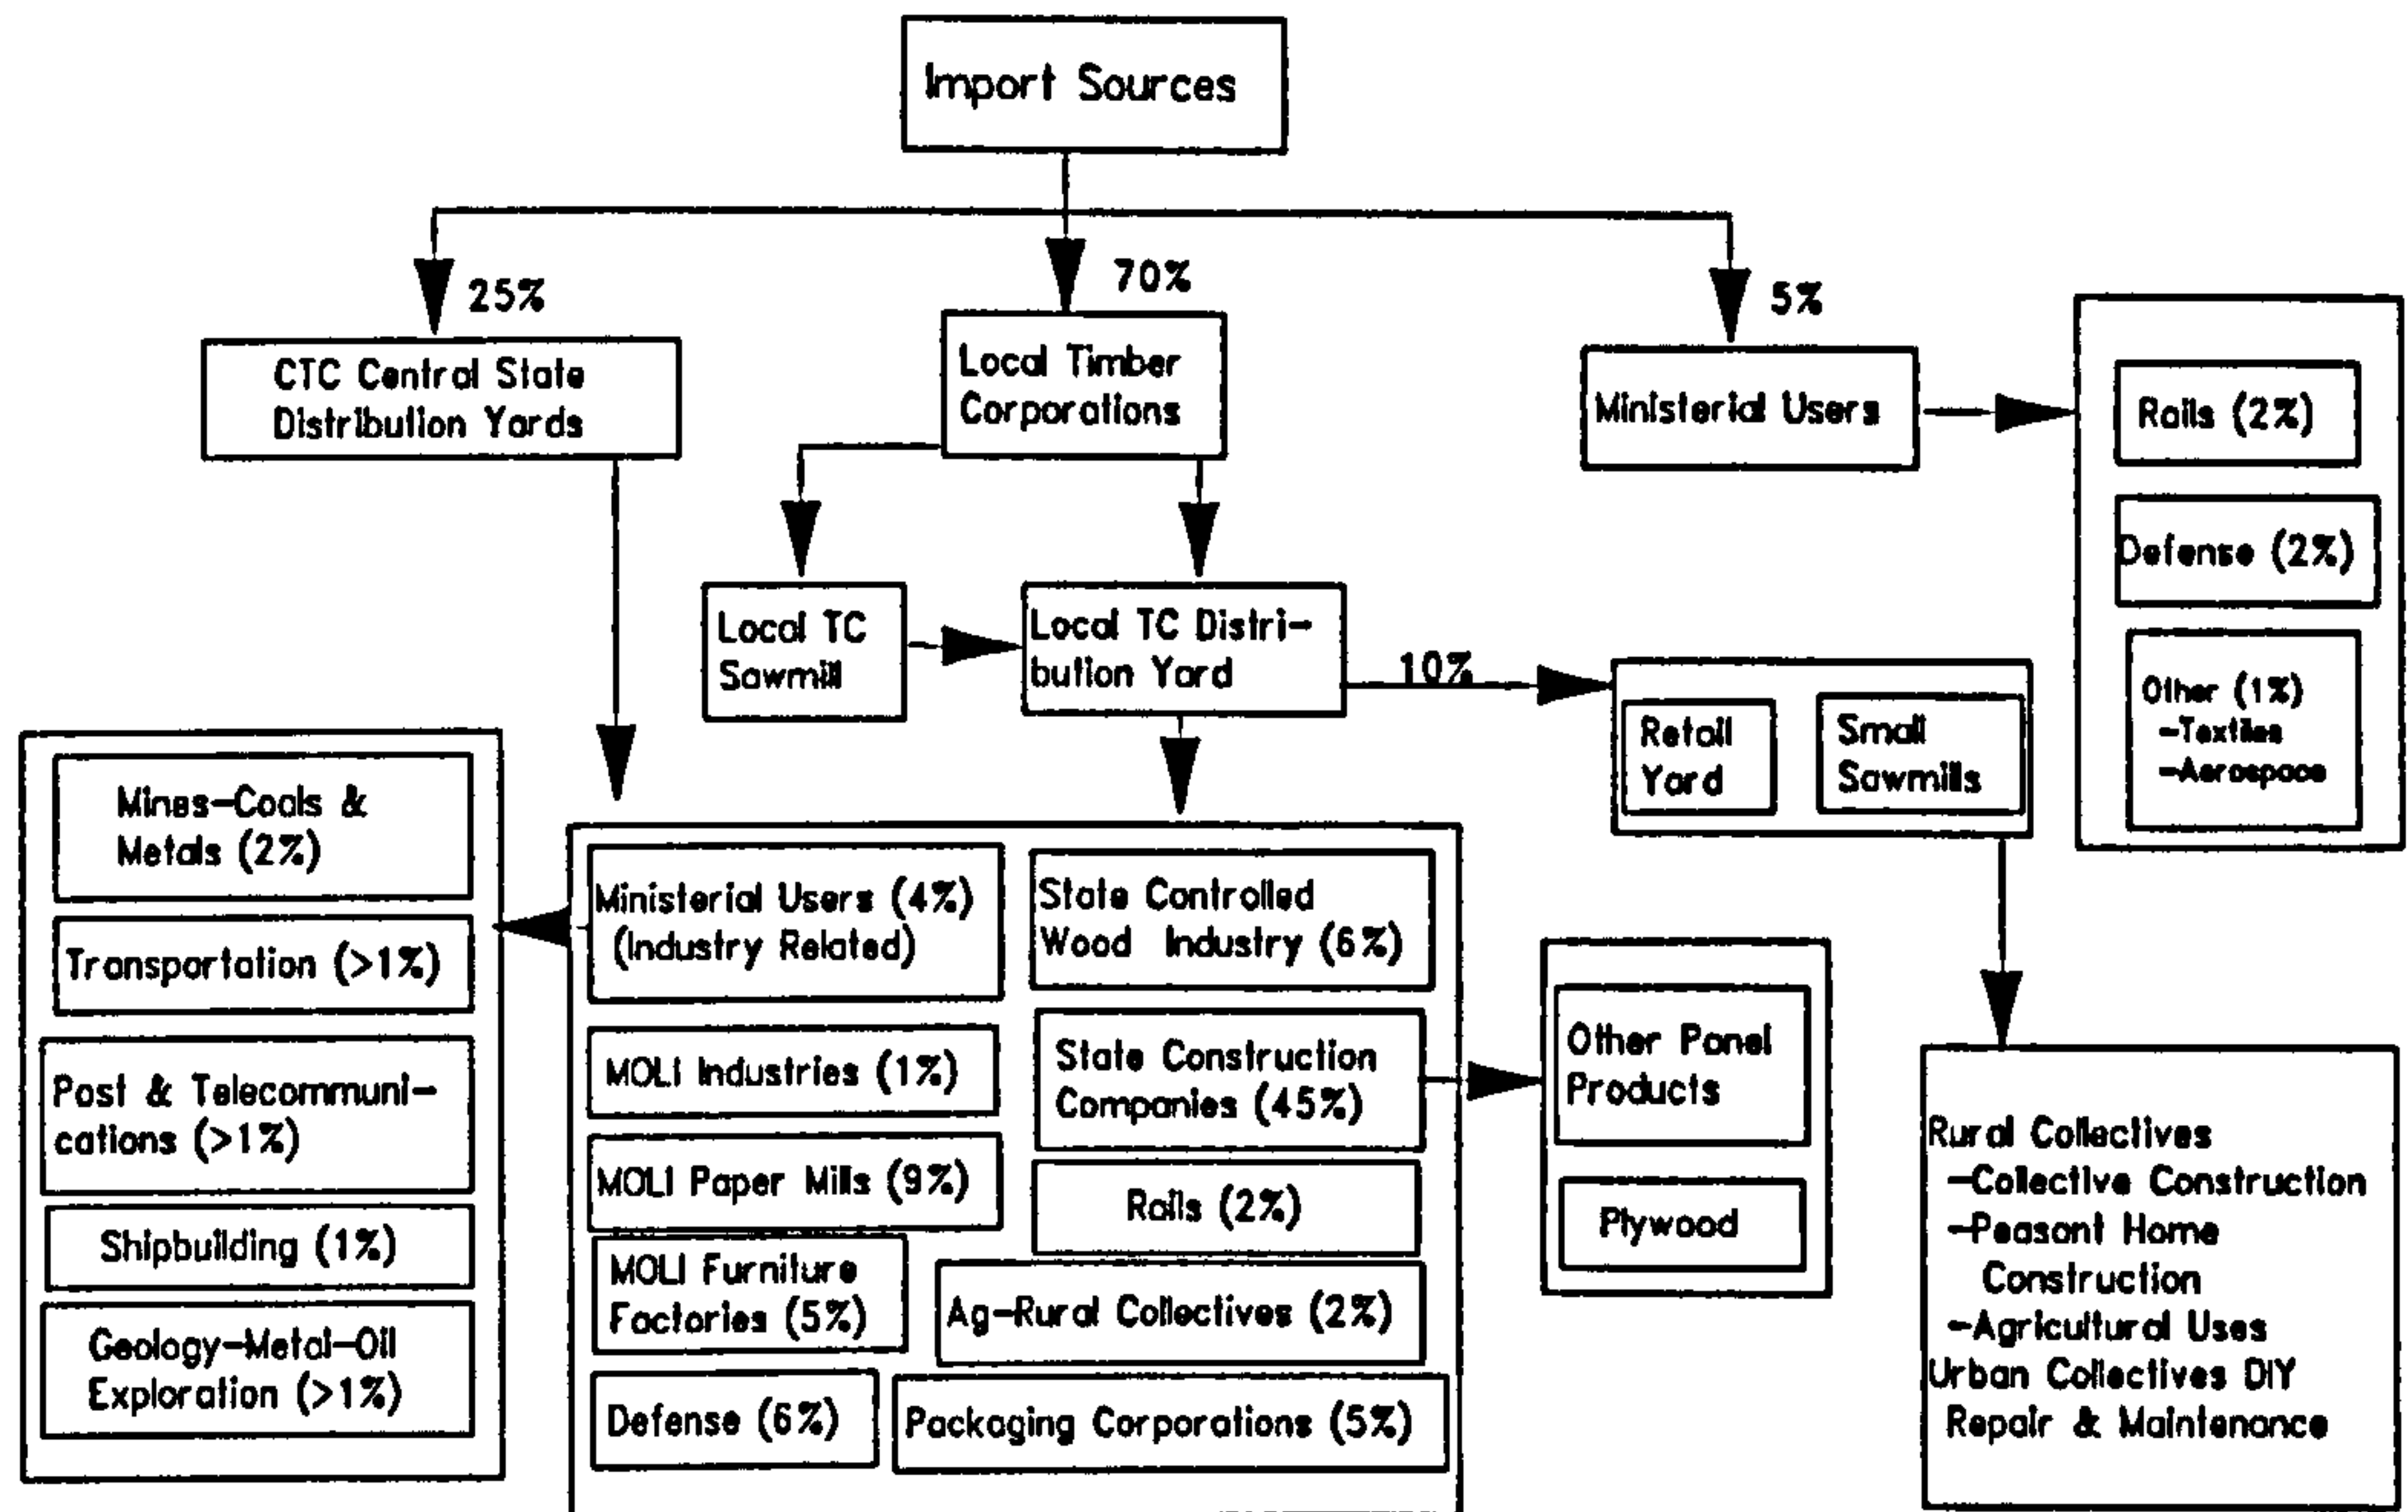 Import Sources
25%
70%
5%
CTC Central State
Distribution Yards
Local Timber
Corporations
Ministerial Users
Rails (2%)
Defense (2%)
Other (1%)
-Textiles
-Aerospace
Local TC
Sawmill
Local TC Distri-
bution Yard
10%
Retail
Yard
Small
Sawmills
Mines-Coals &
Metals (2%)
Transportation (>1%)
Post & Telecommuni-
cations (>1%)
Shipbuilding (1%)
Geology-Metal-Oil
Exploration (>1%)
Ministerial Users (4%)
(Industry Related)
MOLI Industries (1%)
MOLI Paper Mills (9%)
MOLI Furniture
Factories (5%)
Defense (6%)
State Controlled
Wood Industry (6%)
State Construction
Companies (45%)
Rails (2%)
Ag-Rural Collectives (2%)
Packaging Corporations (5%)
Other Panel
Products
Plywood
Rural Collectives
-Collective Construction
-Peasant Home
Construction
-Agricultural Uses
Urban Collectives DIY
Repair & Maintenance